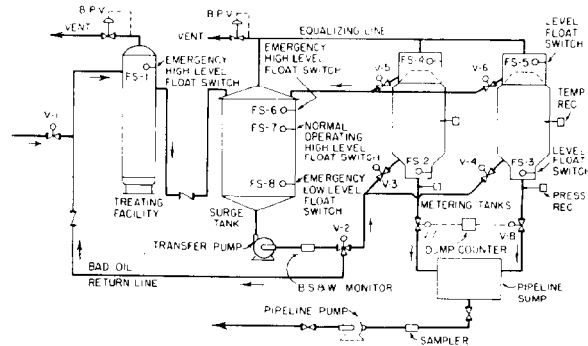 B.P.V.
VENT
B.P.V
VENT
EQUALIZING LINE
LEVEL
FLOAT
SWITCH
FS-1
EMERGENCY
HIGH LEVEL
FLOAT SWITCH
EMERGENCY
HIGH LEVEL
FLOAT SWITCH
V-5
FS-4
V-6
FS-5
FS-6
FS-7
NORMAL
OPERATING
HIGH LEVEL
FLOAT SWITCH
TEMP
REC
V-1
FS-8
EMERGENCY
LOW LEVEL
FLOAT
SWITCH
V-3
FS 2
V-4
FS-3
LEVEL
FLOAT
SWITCH
TREATING
FACILITY
SURGE
TANK
METERING TANKS
PRESS
REC
V-2
V-8
TRANSFER PUMP
DUMP COUNTER
BAD OIL
RETURN LINE
B.S.&W MONITOR
PIPELINE
SUMP
PIPELINE PUMP
SAMPLER